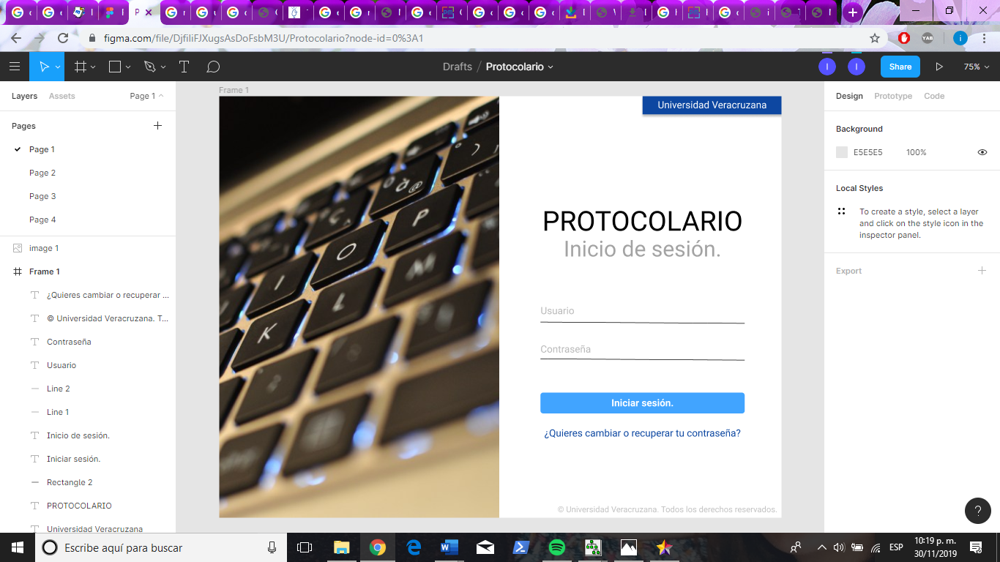 figma.com/file/DjfiIiFJXugsAsDoFsbM3U/Protocolario?node-id=0%3A1
YAB
i
Drafts / Protocolario
I
I
Share
75%
Layers Assets Page 1
Pages
Page 1
Page 2
Page 3
Page 4
image 1
Frame 1
¿Quieres cambiar o recuperar ...
© Universidad Veracruzana. T...
Contraseña
Usuario
Line 2
Line 1
Inicio de sesión.
Iniciar sesión.
Rectangle 2
PROTOCOLARIO
Universidad Veracruzana
Frame 1
Universidad Veracruzana
PROTOCOLARIO
Inicio de sesión.
Usuario
Contraseña
Iniciar sesión.
¿Quieres cambiar o recuperar tu contraseña?
© Universidad Veracruzana. Todos los derechos reservados.
P
O
I
M
L
K
Design Prototype Code
Background
E5E5E5 100%
Local Styles
To create a style, select a layer
and click on the style icon in the
inspector panel.
Export
?
Escribe aquí para buscar
ESP
10:19 p. m.
30/11/2019